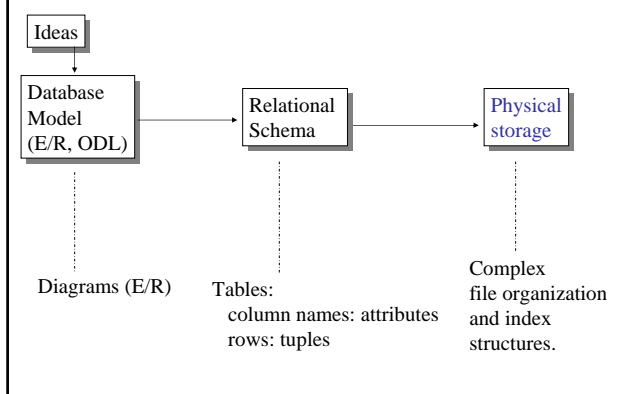 Ideas
Database
Model
(E/R, ODL)
Relational
Schema
Physical
storage
Diagrams (E/R)
Tables:
column names: attributes
rows: tuples
Complex
file organization
and index
structures.